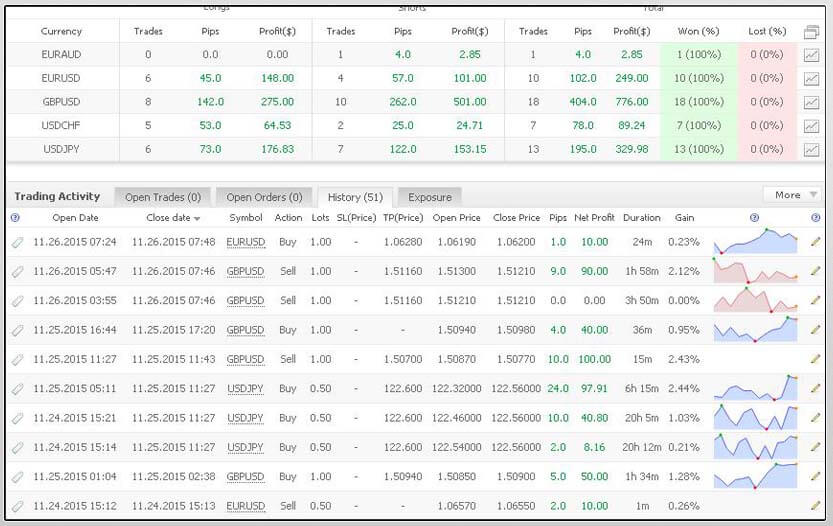 Longs Shorts Total
Currency Trades Pips Profit($) Trades Pips Profit($) Trades Pips Profit($) Won (%) Lost (%)
EURAUD 0 0.0 0.00 1 4.0 2.85 1 4.0 2.85 1 (100%) 0 (0%)
EURUSD 6 45.0 148.00 4 57.0 101.00 10 102.0 249.00 10 (100%) 0 (0%)
GBPUSD 8 142.0 275.00 10 262.0 501.00 18 404.0 776.00 18 (100%) 0 (0%)
USDCHF 5 53.0 64.53 2 25.0 24.71 7 78.0 89.24 7 (100%) 0 (0%)
USDJPY 6 73.0 176.83 7 122.0 153.15 13 195.0 329.98 13 (100%) 0 (0%)
Trading Activity Open Trades (0) Open Orders (0) History (51) Exposure More
Open Date Close date Symbol Action Lots SL(Price) TP(Price) Open Price Close Price Pips Net Profit Duration Gain
11.26.2015 07:24 11.26.2015 07:48 EURUSD Buy 1.00 - 1.06280 1.06190 1.06200 1.0 10.00 24m 0.23%
11.26.2015 05:47 11.26.2015 07:46 GBPUSD Sell 1.00 - 1.51160 1.51300 1.51210 9.0 90.00 1h 58m 2.12%
11.26.2015 03:55 11.26.2015 07:46 GBPUSD Sell 1.00 - 1.51160 1.51210 1.51210 0.0 0.00 3h 50m 0.00%
11.25.2015 16:44 11.25.2015 17:20 GBPUSD Buy 1.00 - - 1.50940 1.50980 4.0 40.00 36m 0.95%
11.25.2015 11:27 11.25.2015 11:43 GBPUSD Sell 1.00 - 1.50700 1.50870 1.50770 10.0 100.00 15m 2.43%
11.25.2015 05:11 11.25.2015 11:27 USDJPY Buy 0.50 - 122.600 122.32000 122.56000 24.0 97.91 6h 15m 2.44%
11.24.2015 15:21 11.25.2015 11:27 USDJPY Buy 0.50 - 122.600 122.46000 122.56000 10.0 40.80 20h 5m 1.03%
11.24.2015 15:14 11.25.2015 11:27 USDJPY Buy 0.50 - 122.600 122.54000 122.56000 2.0 8.16 20h 12m 0.21%
11.25.2015 01:04 11.25.2015 02:38 GBPUSD Buy 1.00 - 1.50940 1.50850 1.50900 5.0 50.00 1h 34m 1.28%
11.24.2015 15:12 11.24.2015 15:13 EURUSD Sell 0.50 - - 1.06570 1.06550 2.0 10.00 1m 0.26%